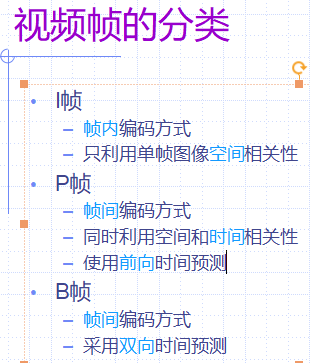 视频帧的分类
• I帧
– 帧内编码方式
– 只利用单帧图像空间相关性
• P帧
– 帧间编码方式
– 同时利用空间和时间相关性
– 使用前向时间预测
• B帧
– 帧间编码方式
– 采用双向时间预测